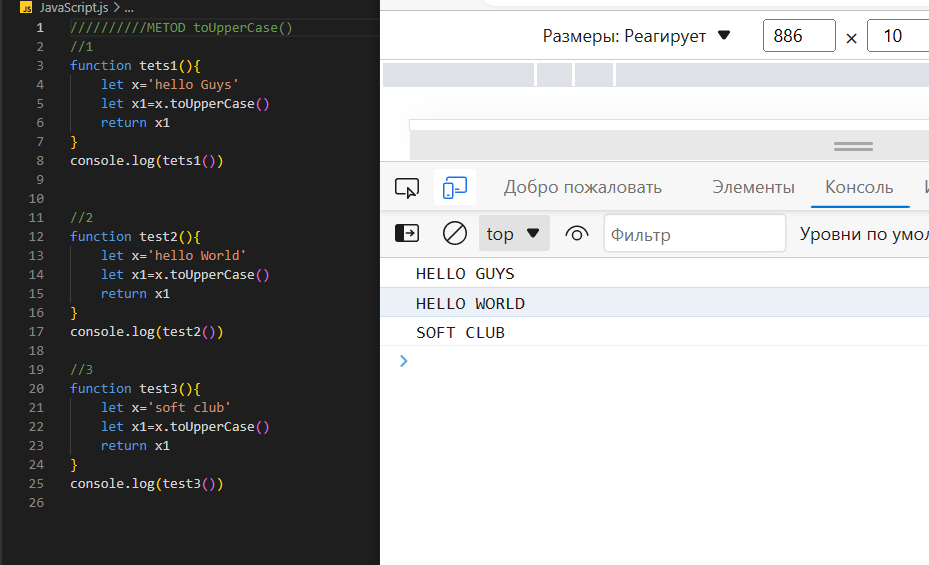 JavaScript.js > ...
1 //////////METOD toUpperCase()
2 //1
3 function tets1(){
4 let x='hello Guys'
5 let x1=x.toUpperCase()
6 return x1
7 }
8 console.log(tets1())
9
10
11 //2
12 function test2(){
13 let x='hello World'
14 let x1=x.toUpperCase()
15 return x1
16 }
17 console.log(test2())
18
19 //3
20 function test3(){
21 let x='soft club'
22 let x1=x.toUpperCase()
23 return x1
24 }
25 console.log(test3())
26
Размеры: Реагирует ▼ 886 × 10
Добро пожаловать Элементы Консоль
top ▼ Фильтр Уровни по умол
HELLO GUYS
HELLO WORLD
SOFT CLUB
>